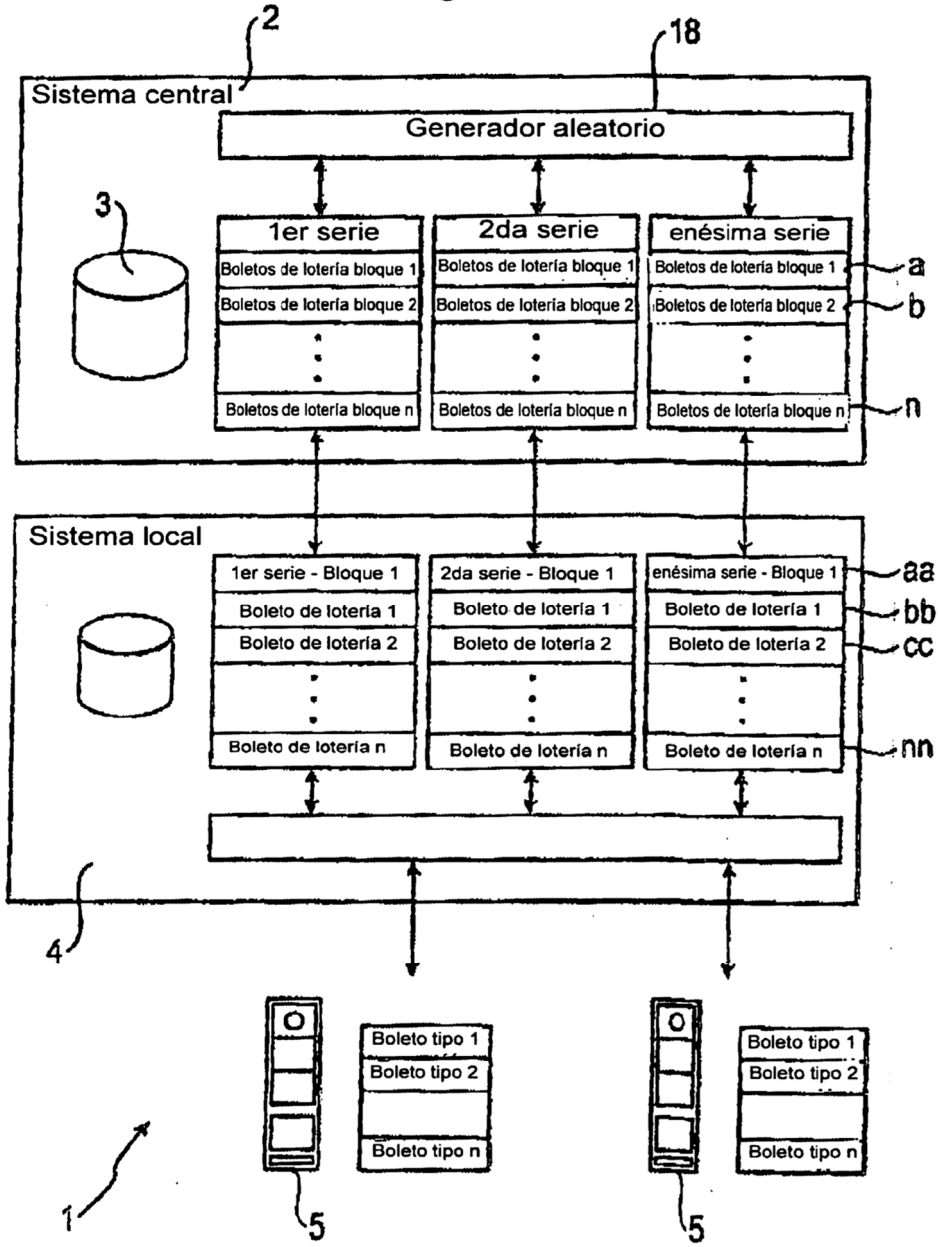 2
18
Sistema central
Generador aleatorio
3
1er serie
2da serie
enésima serie
Boletos de lotería bloque 1
Boletos de lotería bloque 1
Boletos de lotería bloque 1
a
Boletos de lotería bloque 2
Boletos de lotería bloque 2
Boletos de lotería bloque 2
b
Boletos de lotería bloque n
Boletos de lotería bloque n
Boletos de lotería bloque n
n
Sistema local
1er serie - Bloque 1
2da serie - Bloque 1
enésima serie - Bloque 1
aa
Boleto de lotería 1
Boleto de lotería 1
Boleto de lotería 1
bb
Boleto de lotería 2
Boleto de lotería 2
Boleto de lotería 2
cc
Boleto de lotería n
Boleto de lotería n
Boleto de lotería n
nn
4
Boleto tipo 1
Boleto tipo 2
Boleto tipo n
Boleto tipo 1
Boleto tipo 2
Boleto tipo n
1
5
5